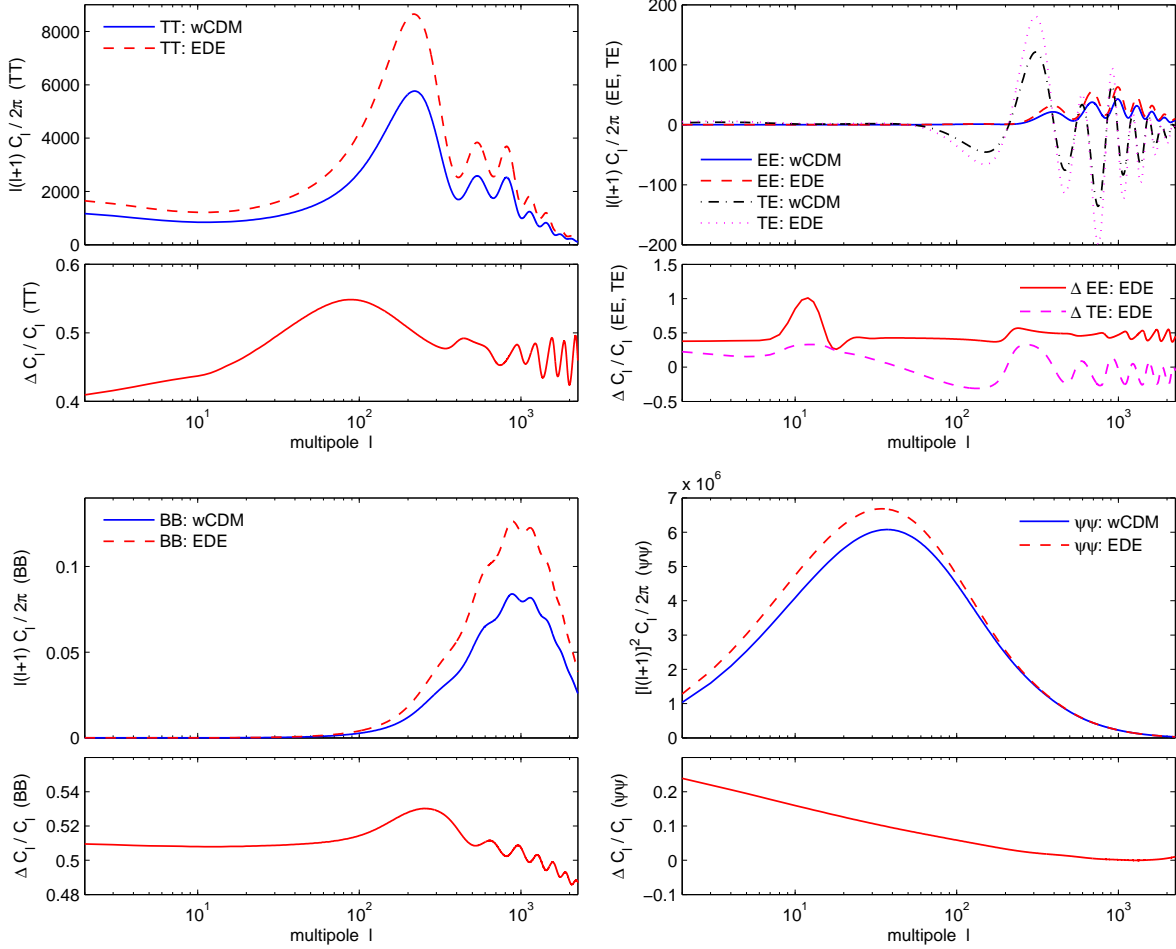 8000
6000
4000
2000
0
l(l+1) C_l / 2π (TT)
TT: wCDM
TT: EDE
0.6
0.5
0.4
Δ C_l / C_l (TT)
10^1
10^2
10^3
multipole l
200
100
0
−100
−200
l(l+1) C_l / 2π (EE, TE)
EE: wCDM
EE: EDE
TE: wCDM
TE: EDE
1.5
1
0.5
0
−0.5
Δ C_l / C_l (EE, TE)
Δ EE: EDE
Δ TE: EDE
10^1
10^2
10^3
multipole l
0.1
0.05
0
l(l+1) C_l / 2π (BB)
BB: wCDM
BB: EDE
0.54
0.52
0.5
0.48
Δ C_l / C_l (BB)
10^1
10^2
10^3
multipole l
x 10^6
7
6
5
4
3
2
1
0
[l(l+1)]^2 C_l / 2π (ψψ)
ψψ: wCDM
ψψ: EDE
0.2
0.1
0
−0.1
Δ C_l / C_l (ψψ)
10^1
10^2
10^3
multipole l